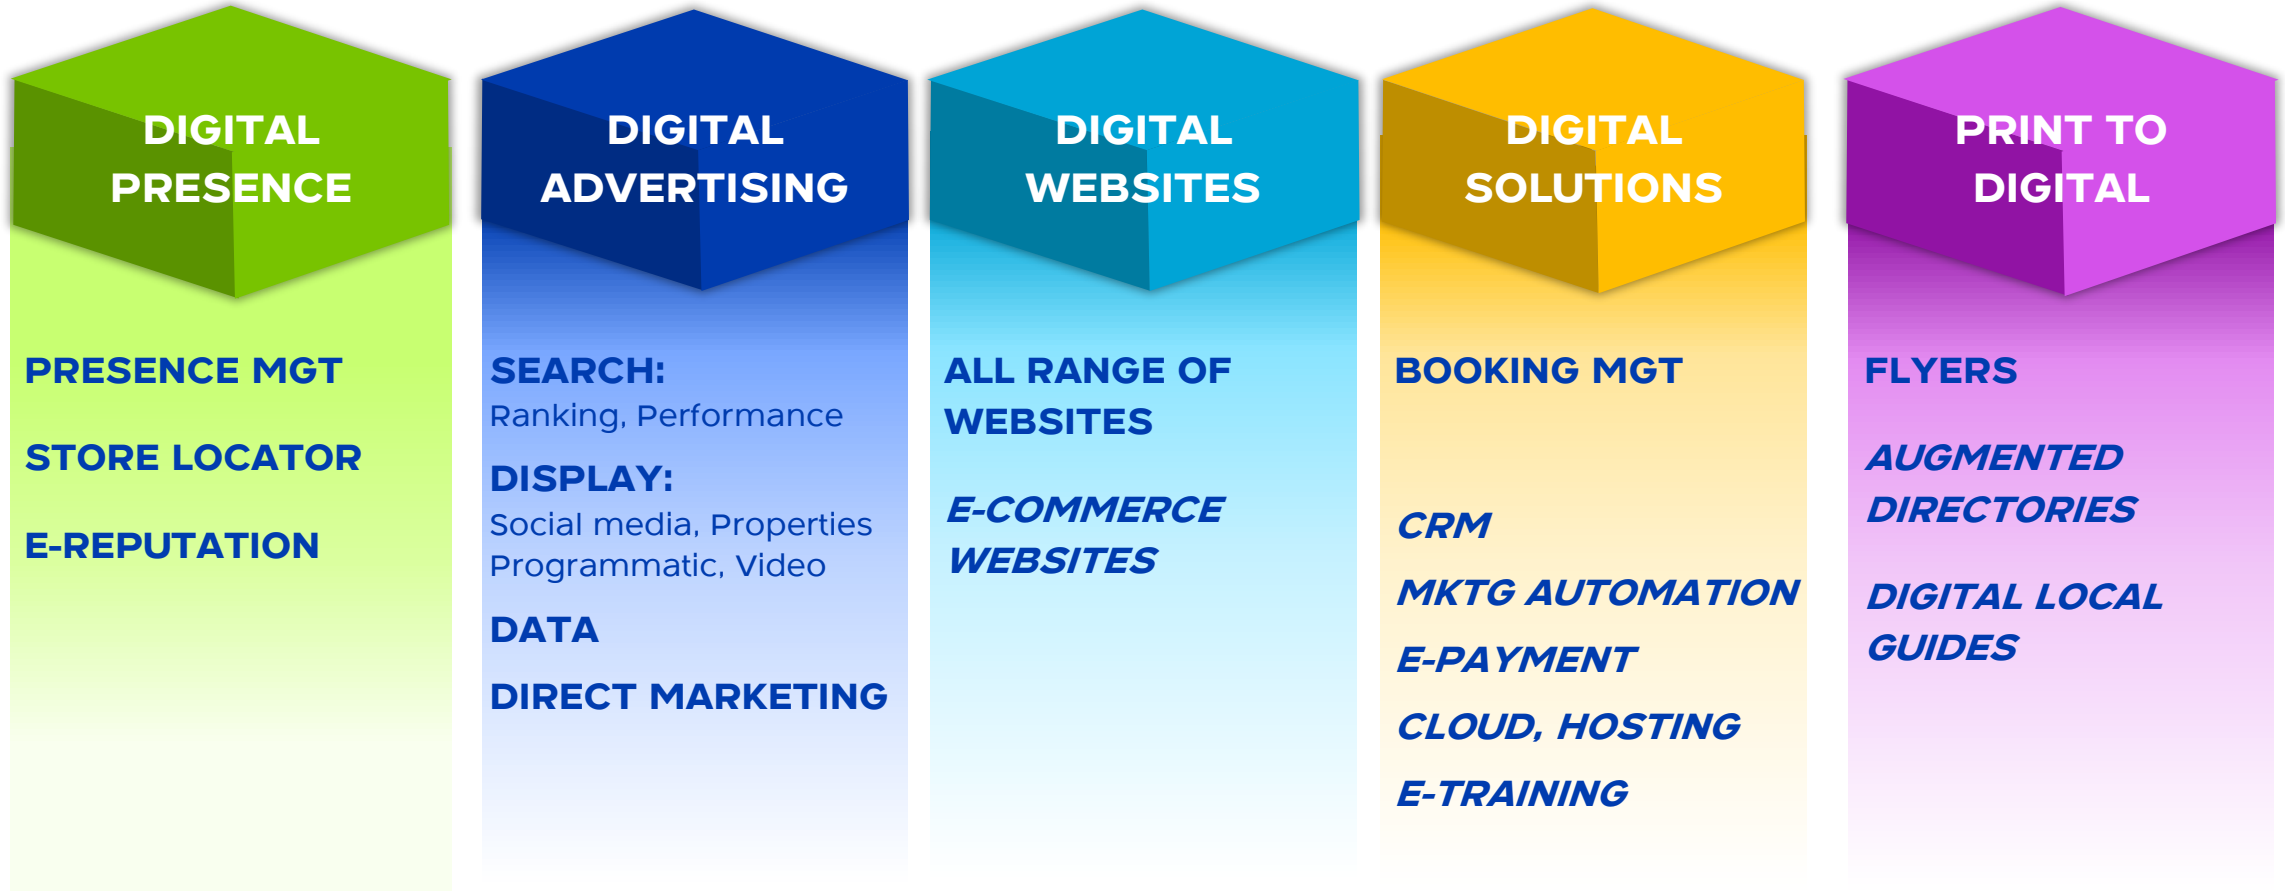 DIGITAL
PRESENCE
PRESENCE MGT
STORE LOCATOR
E-REPUTATION
DIGITAL
ADVERTISING
SEARCH:
Ranking, Performance
DISPLAY:
Social media, Properties
Programmatic, Video
DATA
DIRECT MARKETING
DIGITAL
WEBSITES
ALL RANGE OF
WEBSITES
E-COMMERCE
WEBSITES
DIGITAL
SOLUTIONS
BOOKING MGT
CRM
MKTG AUTOMATION
E-PAYMENT
CLOUD, HOSTING
E-TRAINING
PRINT TO
DIGITAL
FLYERS
AUGMENTED
DIRECTORIES
DIGITAL LOCAL
GUIDES